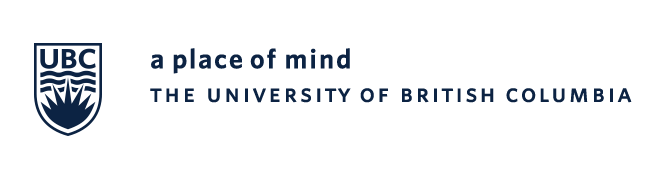 UBC
a place of mind
THE UNIVERSITY OF BRITISH COLUMBIA